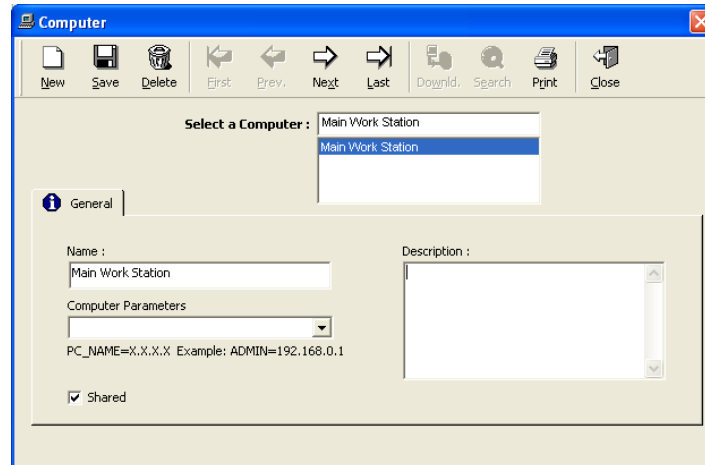 Computer
New Save Delete First Prev. Next Last Downld. Search Print Close
Select a Computer : Main Work Station
Main Work Station
General
Name :
Main Work Station
Description :
Computer Parameters
PC_NAME=X.X.X.X Example: ADMIN=192.168.0.1
Shared